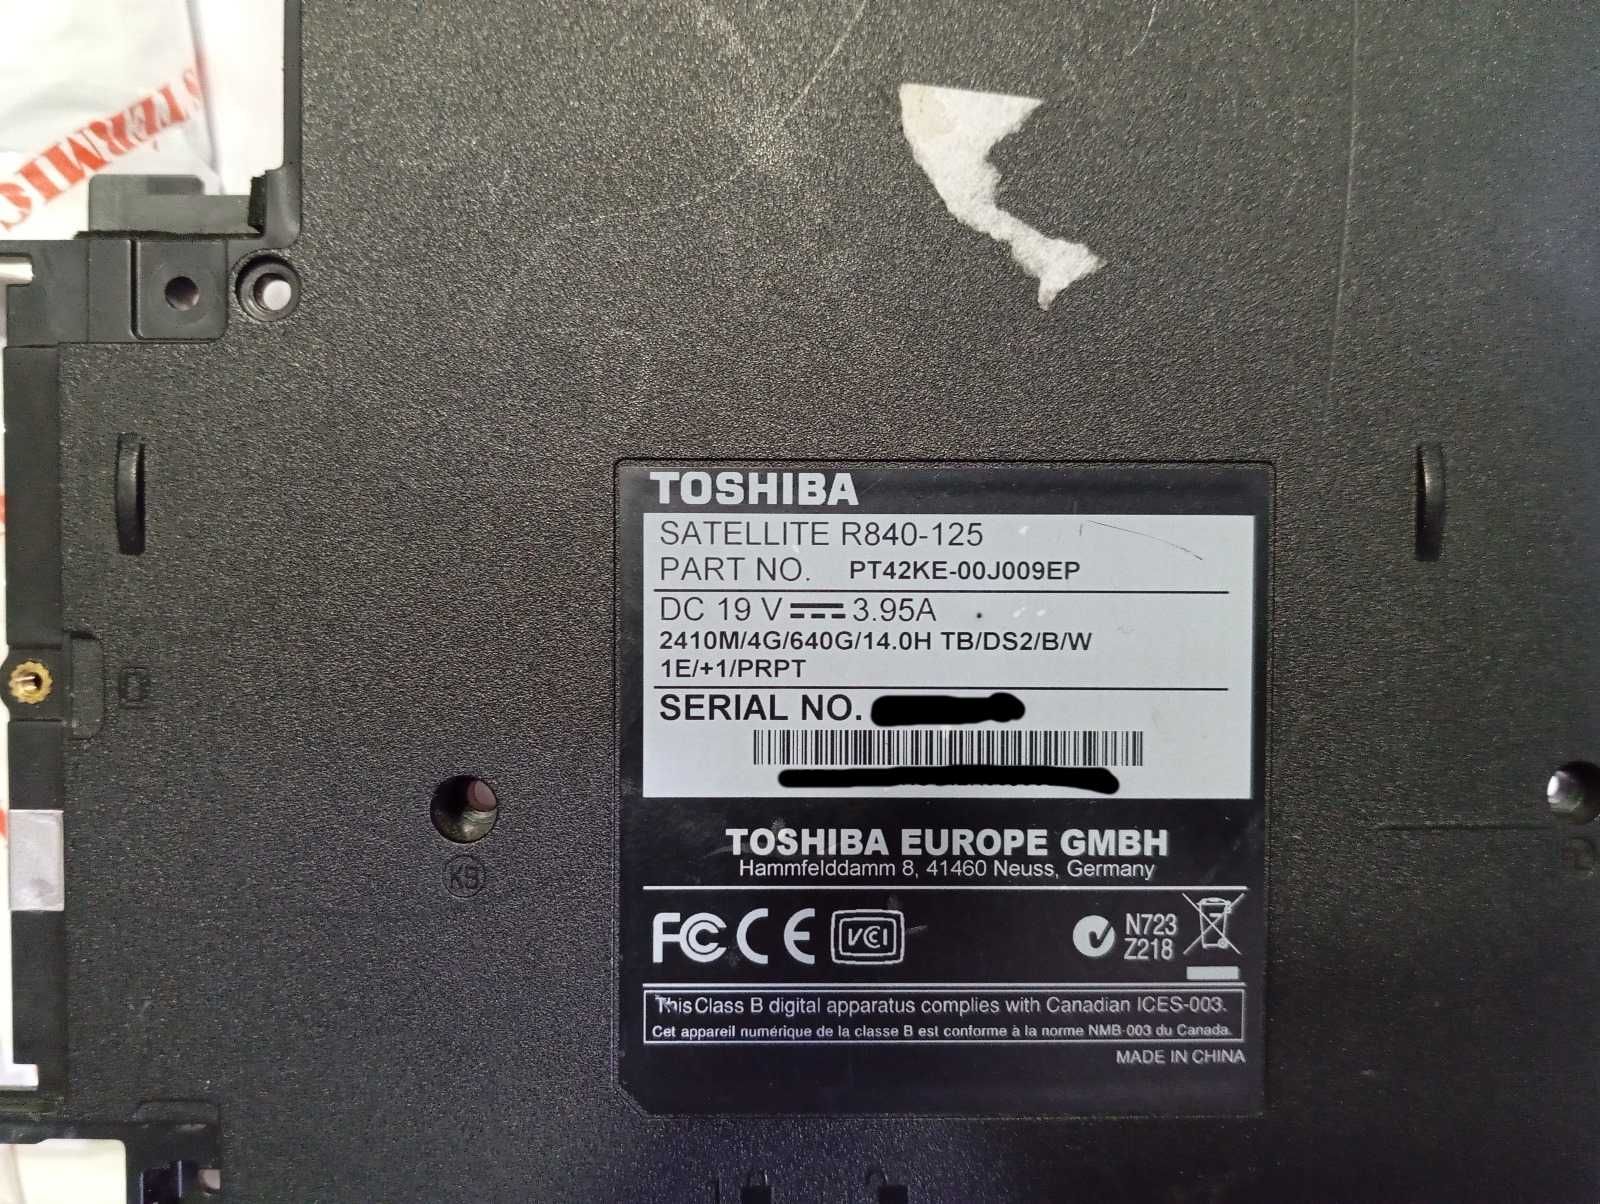 TÉRMIC
TOSHIBA
SATELLITE R840-125
PART NO. PT42KE-00J009EP
DC 19 V 3.95A
2410M/4G/640G/14.0H TB/DS2/B/W
1E/+1/PRPT
SERIAL NO.
TOSHIBA EUROPE GMBH
Hammfelddamm 8, 41460 Neuss, Germany
FC CE VCI N723
Z218
This Class B digital apparatus complies with Canadian ICES-003.
Cet appareil numérique de la classe B est conforme à la norme NMB-003 du Canada.
MADE IN CHINA
K9